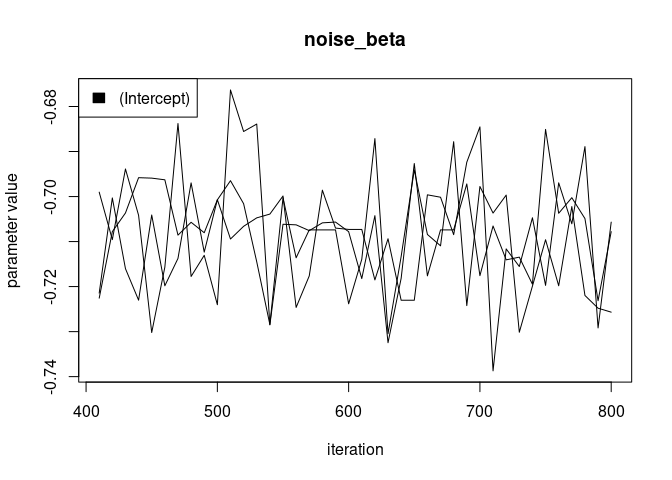 noise_beta
(Intercept)
parameter value
-0.68
-0.70
-0.72
-0.74
400 500 600 700 800
iteration